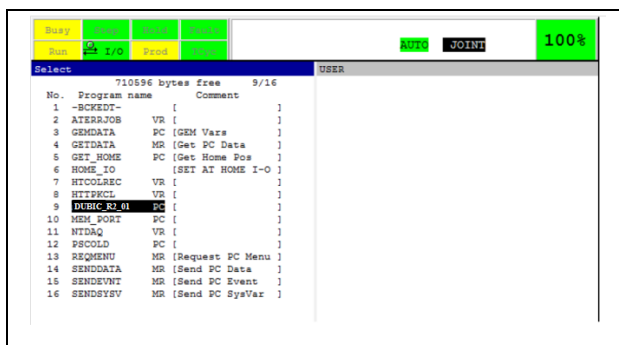 Busy Step Hold Fault
Run I/O Prod TCyc
AUTO JOINT 100%
Select
USER
710596 bytes free 9/16
No. Program name Comment
1 -BCKEDT- [ ]
2 ATERRJOB VR [ ]
3 GEMDATA PC [GEM Vars ]
4 GETDATA MR [Get PC Data ]
5 GET_HOME PC [Get Home Pos ]
6 HOME_IO [SET AT HOME I-O ]
7 HTCOLREC VR [ ]
8 HTTPKCL VR [ ]
9 DUBIC_R2_01 PC [ ]
10 MEM_PORT PC [ ]
11 NTDAQ VR [ ]
12 PSCOLD PC [ ]
13 REQMENU MR [Request PC Menu ]
14 SENDDATA MR [Send PC Data ]
15 SENDEVNT MR [Send PC Event ]
16 SENDSYSV MR [Send PC SysVar ]